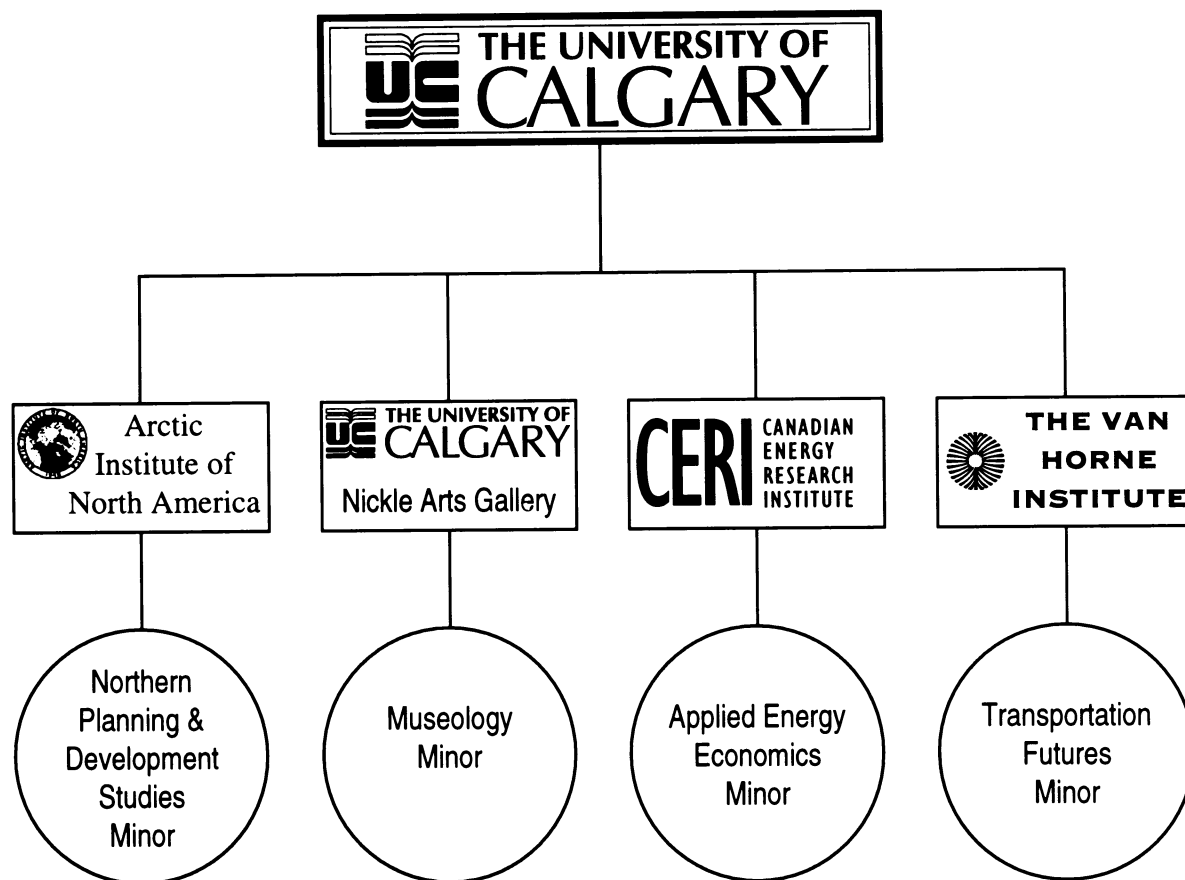 THE UNIVERSITY OF
CALGARY
UC
Arctic
Institute of
North America
THE UNIVERSITY OF
CALGARY
UC
Nickle Arts Gallery
CERI
CANADIAN
ENERGY
RESEARCH
INSTITUTE
THE VAN
HORNE
INSTITUTE
Northern
Planning &
Development
Studies
Minor
Museology
Minor
Applied Energy
Economics
Minor
Transportation
Futures
Minor